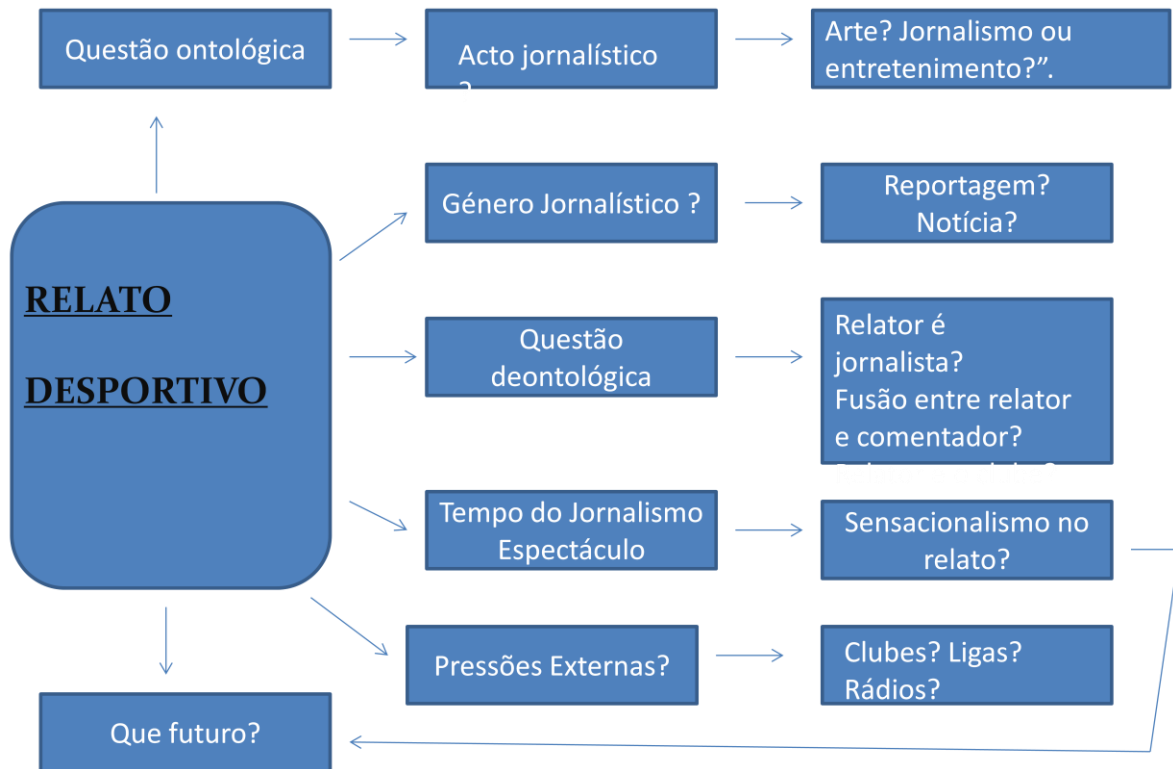 Questão ontológica
Acto jornalístico
?
Arte? Jornalismo ou
entretenimento?”.
Género Jornalístico ?
Reportagem?
Notícia?
RELATO
DESPORTIVO
Questão
deontológica
Relator é
jornalista?
Fusão entre relator
e comentador?
Tempo do Jornalismo
Espectáculo
Sensacionalismo no
relato?
Pressões Externas?
Clubes? Ligas?
Rádios?
Que futuro?